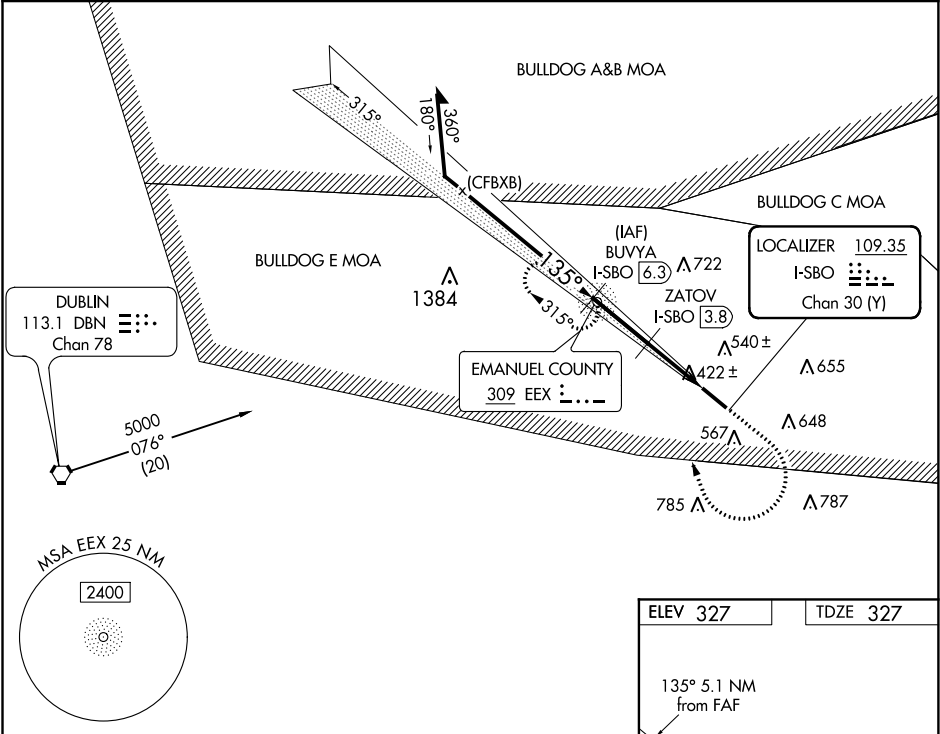 BULLDOG A&B MOA
315°
180°
360°
(CFBXB)
BULLDOG C MOA
BULLDOG E MOA
(IAF)
BUVYA
I-SBO 6.3
722
LOCALIZER 109.35
I-SBO
Chan 30 (Y)
135°
1384
315°
ZATOV
I-SBO 3.8
DUBLIN
113.1 DBN
Chan 78
540 ±
EMANUEL COUNTY
309 EEX
422 ±
655
5000
076°
(20)
567
648
785
787
MSA EEX 25 NM
2400
ELEV 327
TDZE 327
135° 5.1 NM
from FAF